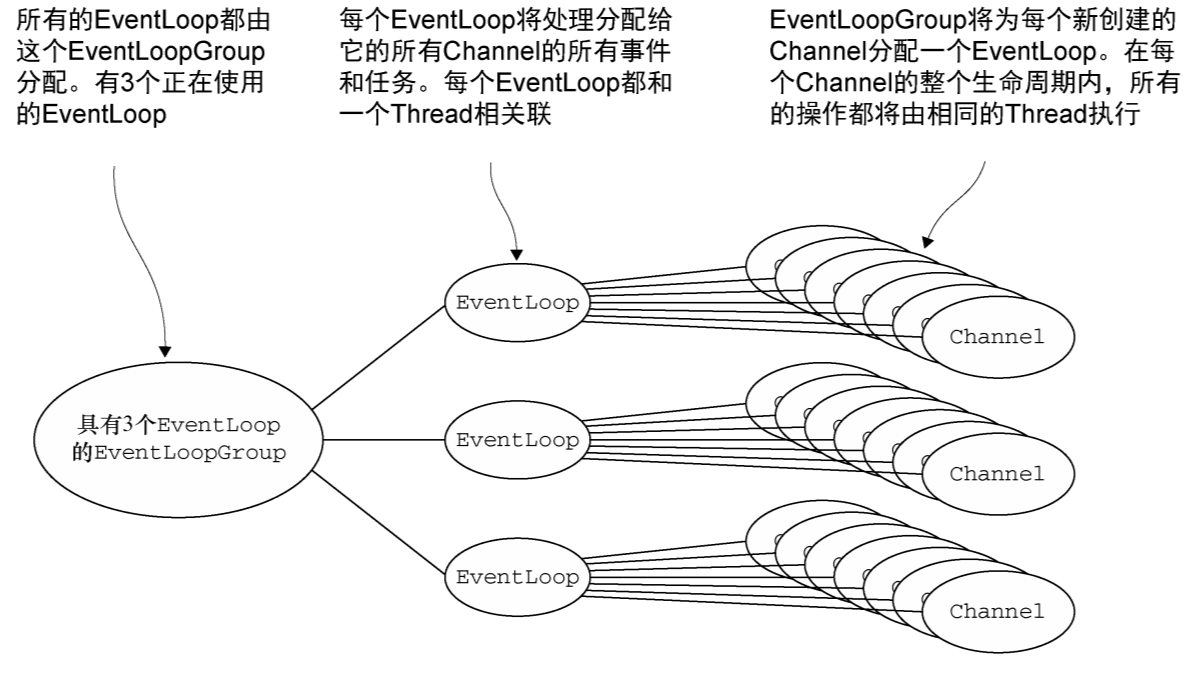 所有的EventLoop都由
这个EventLoopGroup
分配。有3个正在使用
的EventLoop
每个EventLoop将处理分配给
它的所有Channel的所有事件
和任务。每个EventLoop都和
一个Thread相关联
EventLoopGroup将为每个新创建的
Channel分配一个EventLoop。在每
个Channel的整个生命周期内，所有
的操作都将由相同的Thread执行
具有3个EventLoop
的EventLoopGroup
EventLoop
Channel
EventLoop
Channel
EventLoop
Channel